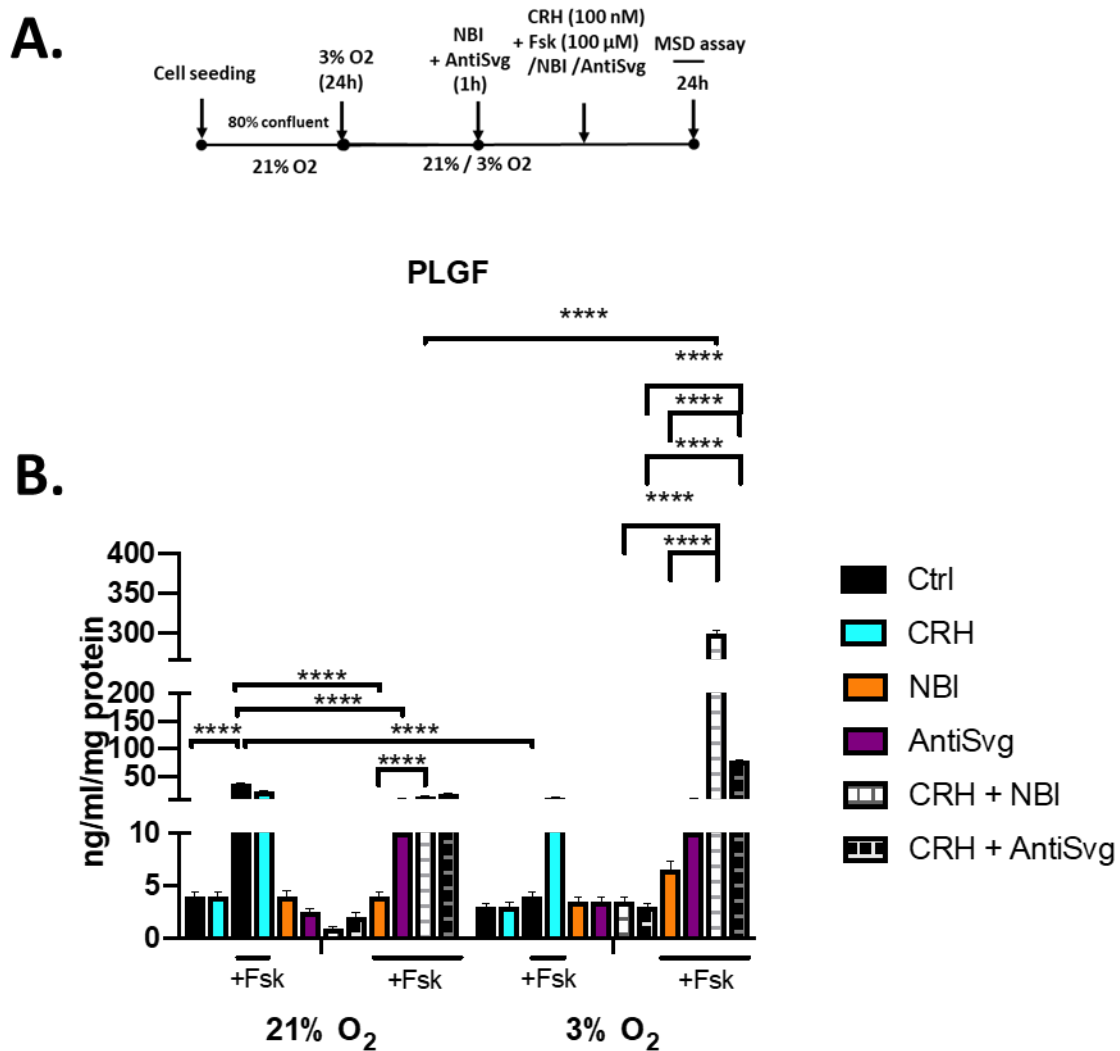 A.
Cell seeding
3% O2
(24h)
NBI
+ AntiSvg
(1h)
CRH (100 nM)
+ Fsk (100 µM)
/NBI /AntiSvg
MSD assay
24h
80% confluent
21% O2
21% / 3% O2
PLGF
B.
****
****
****
****
****
****
****
****
****
****
****
ng/ml/mg protein
400
350
300
200
150
100
50
10
5
0
+Fsk
+Fsk
+Fsk
+Fsk
21% O₂
3% O₂
Ctrl
CRH
NBI
AntiSvg
CRH + NBI
CRH + AntiSvg